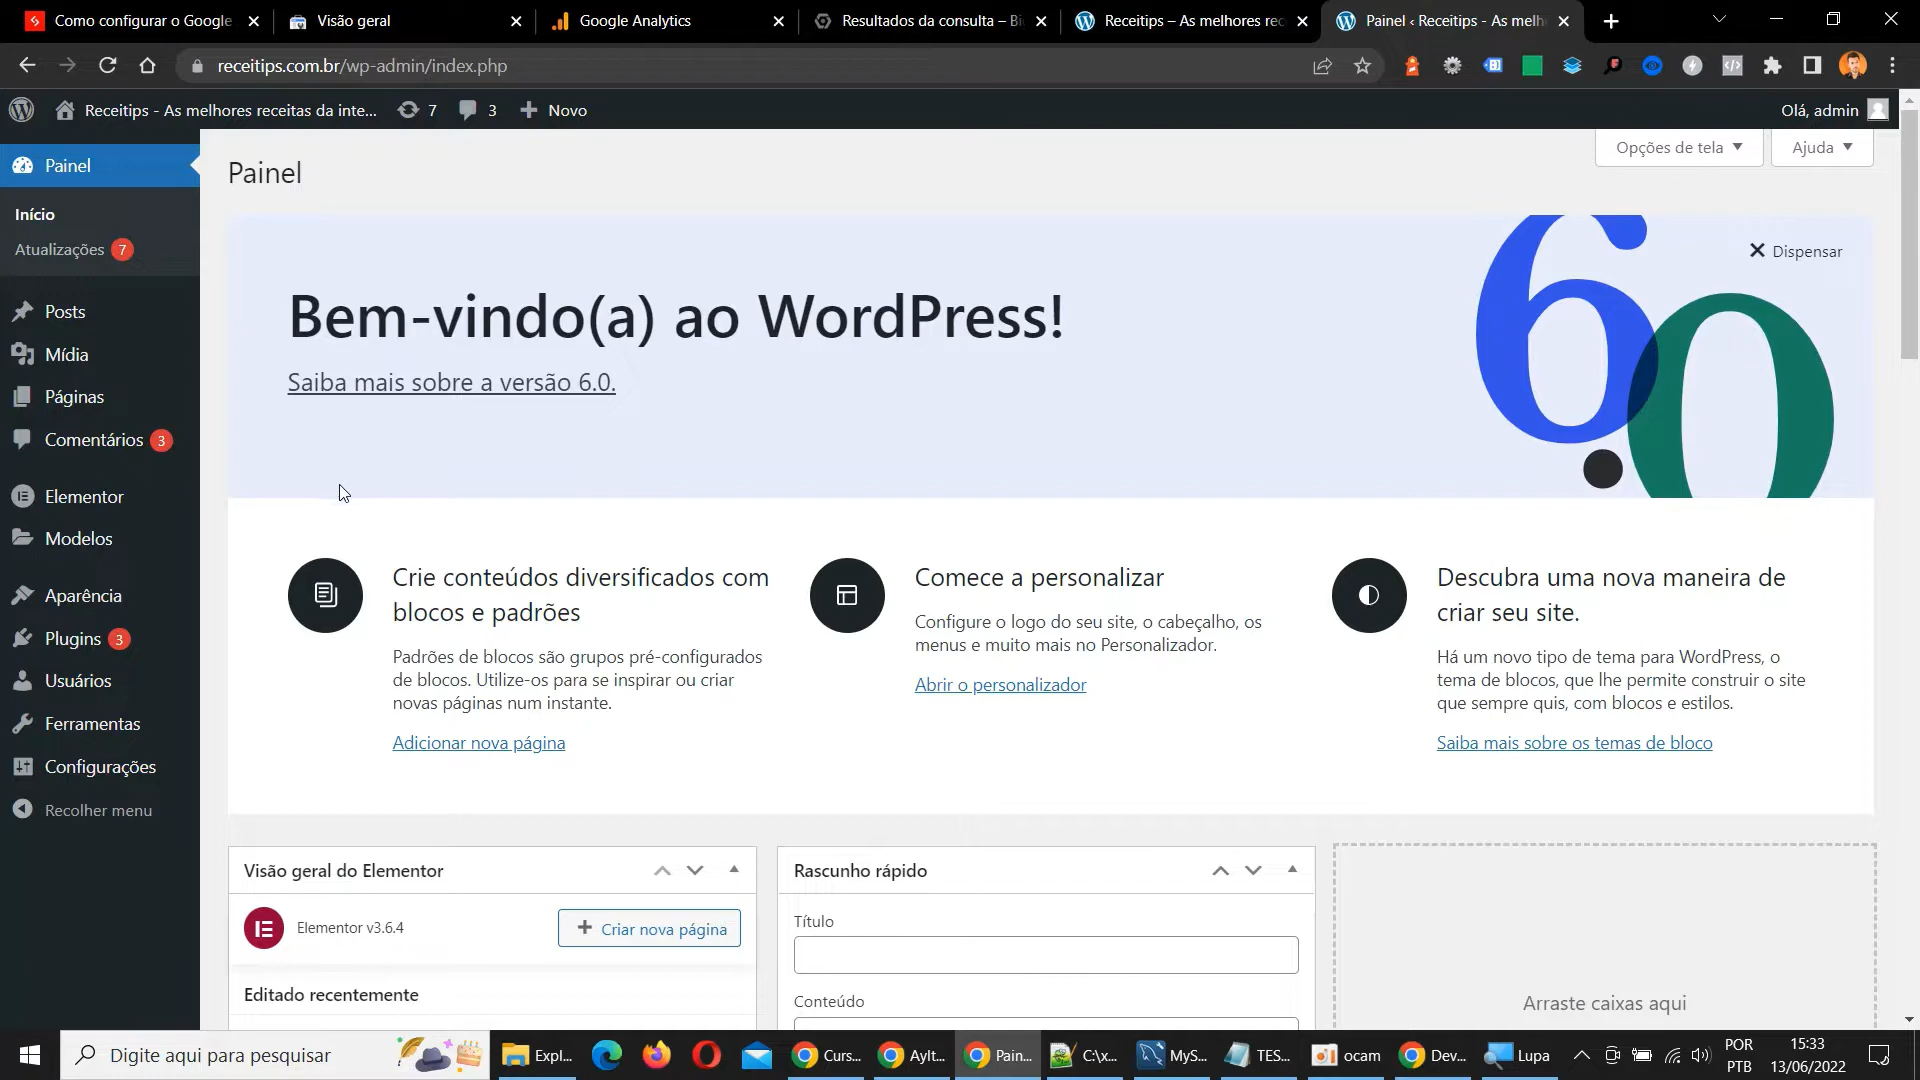 Como configurar o Google
Visão geral
Google Analytics
Resultados da consulta – Bi
Receitips – As melhores rec
Painel ‹ Receitips - As melh
receitips.com.br/wp-admin/index.php
Receitips - As melhores receitas da inte...
7
3
Novo
Olá, admin
Painel
Início
Atualizações 7
Posts
Mídia
Páginas
Comentários 3
Elementor
Modelos
Aparência
Plugins 3
Usuários
Ferramentas
Configurações
Recolher menu
Painel
Opções de tela
Ajuda
Dispensar
Bem-vindo(a) ao WordPress!
Saiba mais sobre a versão 6.0.
6.0
Crie conteúdos diversificados com
blocos e padrões
Padrões de blocos são grupos pré-configurados
de blocos. Utilize-os para se inspirar ou criar
novas páginas num instante.
Adicionar nova página
Comece a personalizar
Configure o logo do seu site, o cabeçalho, os
menus e muito mais no Personalizador.
Abrir o personalizador
Descubra uma nova maneira de
criar seu site.
Há um novo tipo de tema para WordPress, o
tema de blocos, que lhe permite construir o site
que sempre quis, com blocos e estilos.
Saiba mais sobre os temas de bloco
Visão geral do Elementor
Elementor v3.6.4
Criar nova página
Editado recentemente
Rascunho rápido
Título
Conteúdo
Arraste caixas aqui
Digite aqui para pesquisar
Expl...
Curs...
Aylt...
Pain...
C:\x...
MyS...
TES...
ocam
Dev...
Lupa
POR
PTB
15:33
13/06/2022